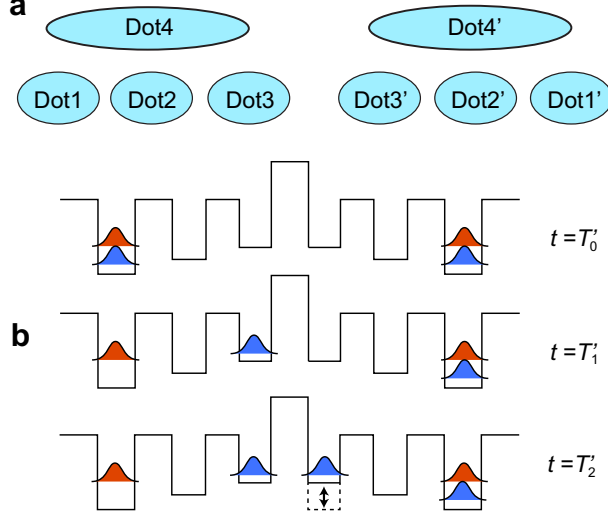 a
Dot4 Dot4'
Dot1 Dot2 Dot3 Dot3' Dot2' Dot1'
t = T'₀
b
t = T'₁
t = T'₂